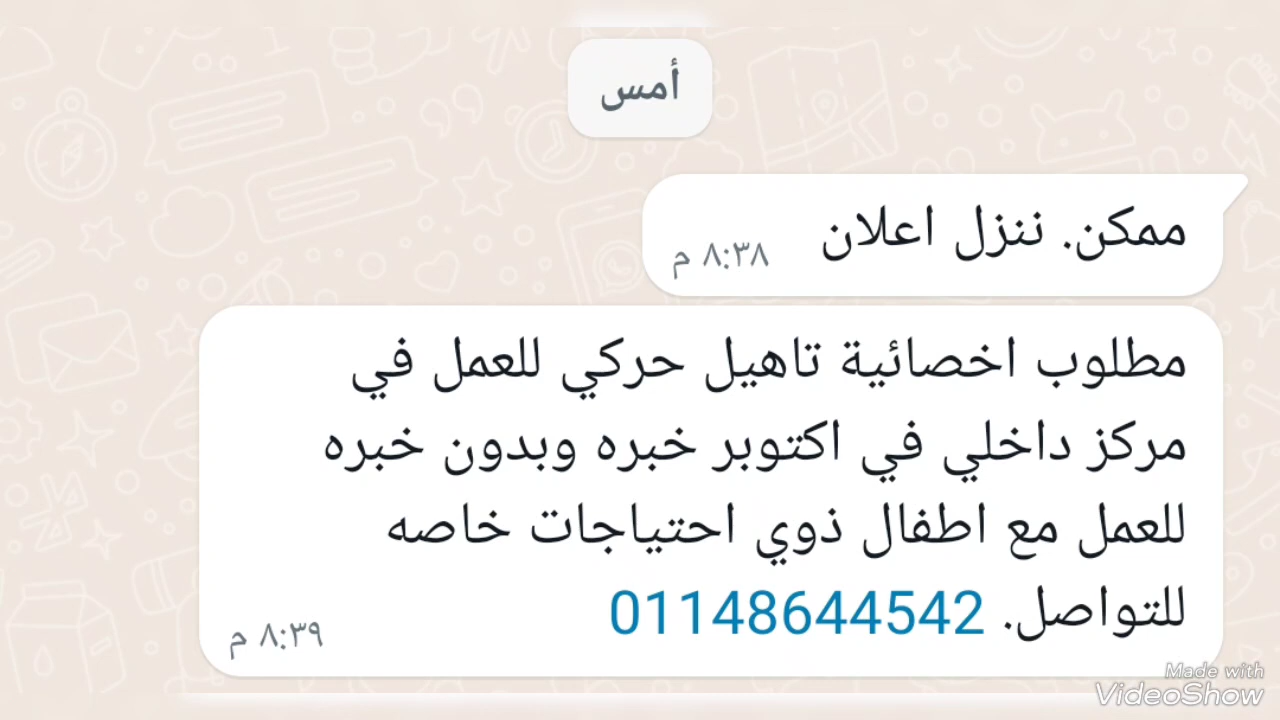 أمس
ممكن. ننزل اعلان
٨:٣٨ م
مطلوب اخصائية تاهيل حركي للعمل في
مركز داخلي في اكتوبر خبره وبدون خبره
للعمل مع اطفال ذوي احتياجات خاصه
للتواصل. 01148644542
٨:٣٩ م
Made with
VideoShow